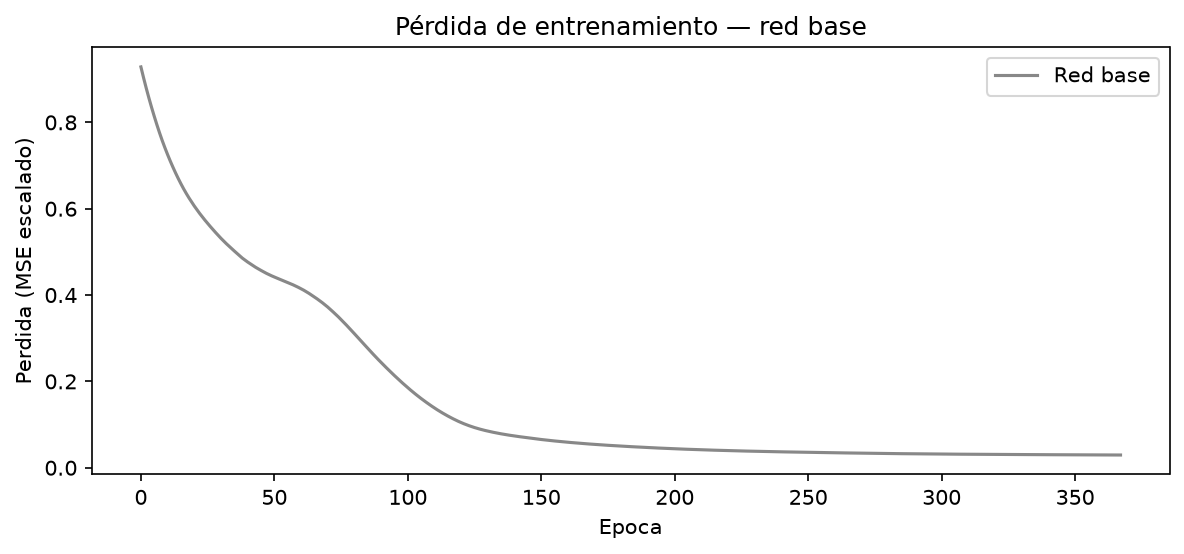 Pérdida de entrenamiento — red base
Red base
Perdida (MSE escalado)
0.8
0.6
0.4
0.2
0.0
0 50 100 150 200 250 300 350
Epoca